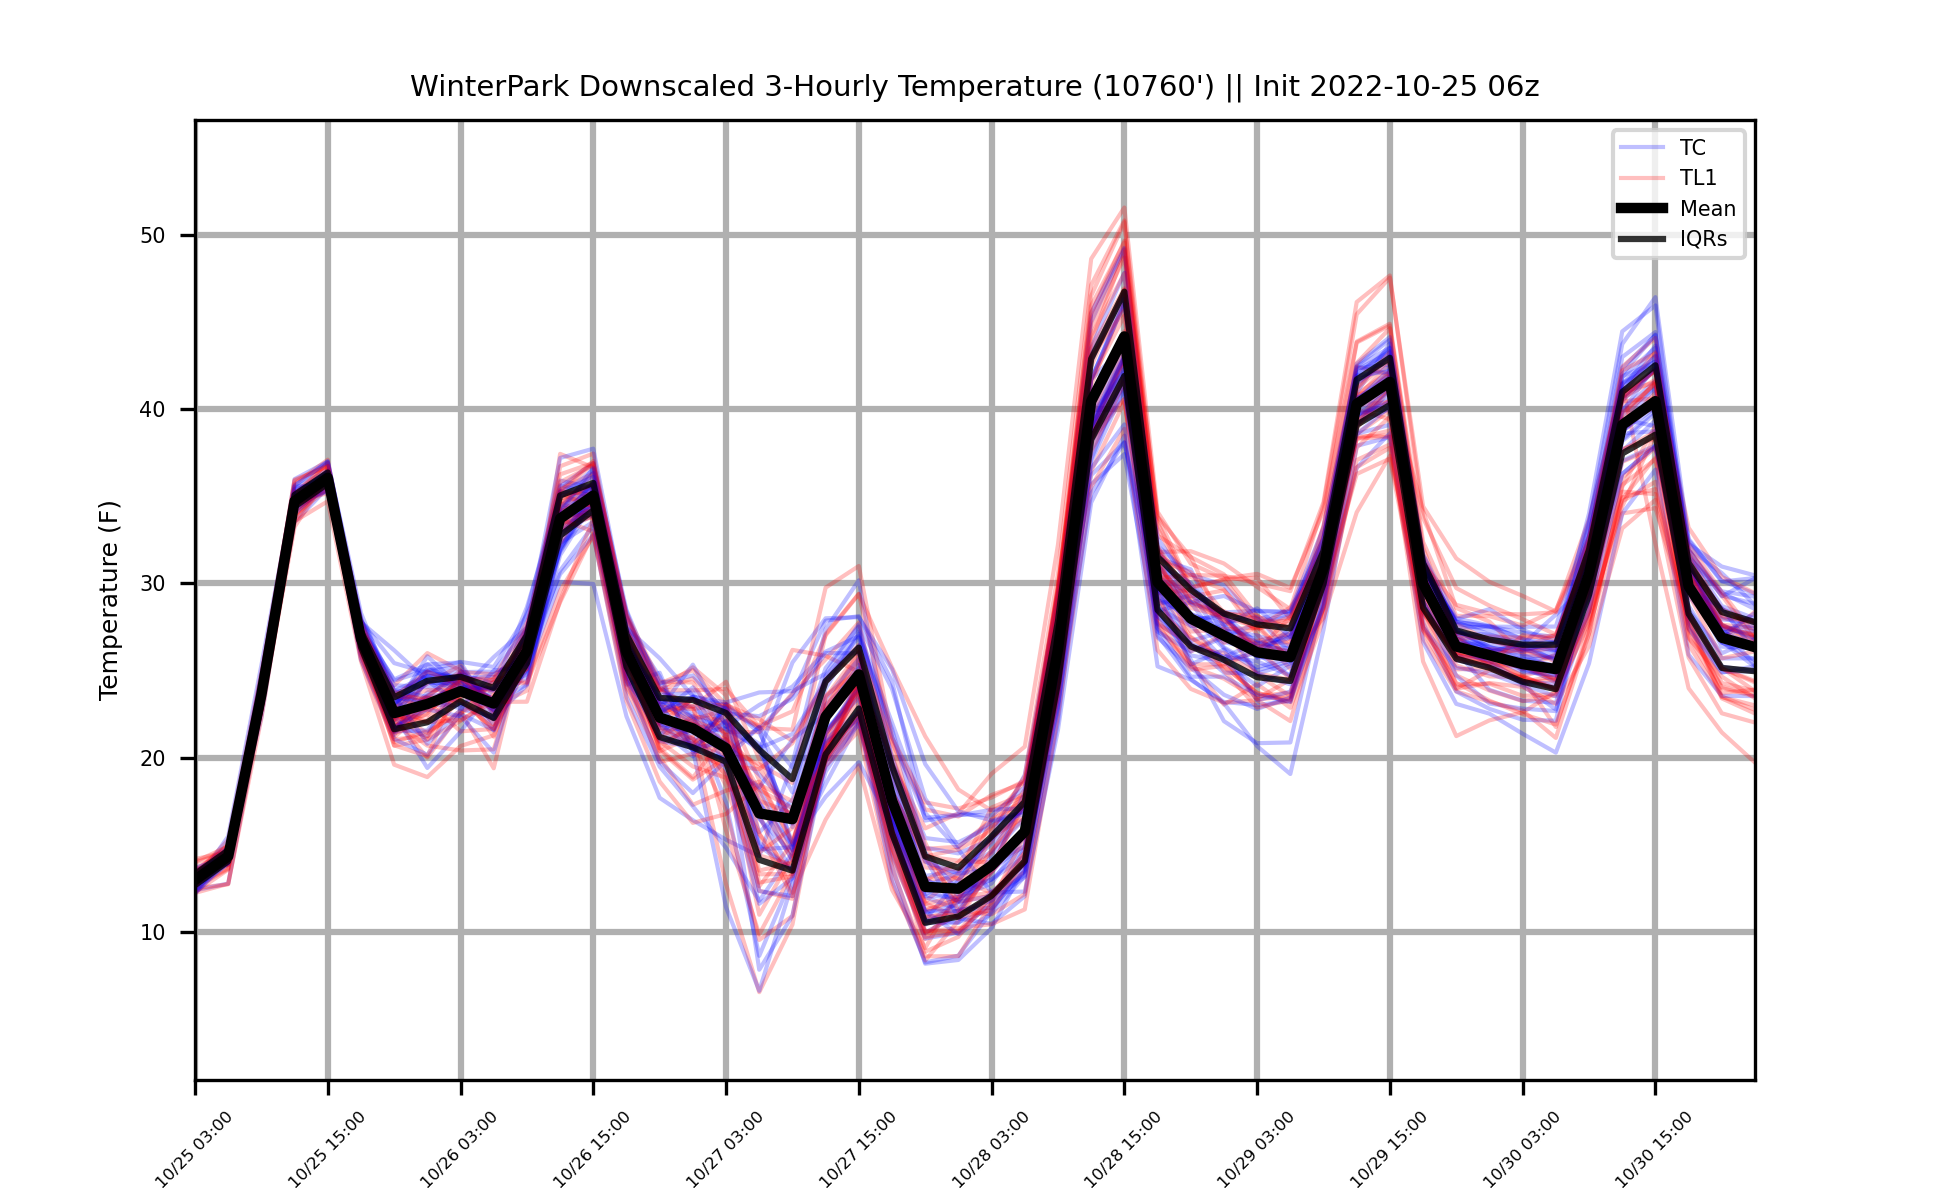 WinterPark Downscaled 3-Hourly Temperature (10760') || Init 2022-10-25 06z
TC
TL1
Mean
IQRs
Temperature (F)
50
40
30
20
10
10/25 03:00
10/25 15:00
10/26 03:00
10/26 15:00
10/27 03:00
10/27 15:00
10/28 03:00
10/28 15:00
10/29 03:00
10/29 15:00
10/30 03:00
10/30 15:00